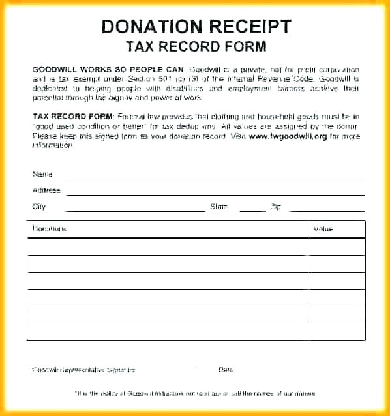 DONATION RECEIPT
TAX RECORD FORM
GOODWILL WORKS SO PEOPLE CAN. Goodwill is a private, not for profit corporation
and is tax exempt under Section 501 (c) (3) of the Internal Revenue Code. Goodwill is
dedicated to helping people with disabilities and employment barriers achieve their
potential through the dignity and power of work.
TAX RECORD FORM: Federal law provides that clothing and household goods must be in
"good used condition or better" for tax deductions. All values are assigned by the donor.
Please keep this signed form as your donation record. Visit www.fwgoodwill.org for more
information.
Name
Address
City State Zip
Donations Value
Goodwill Representative Signature Date